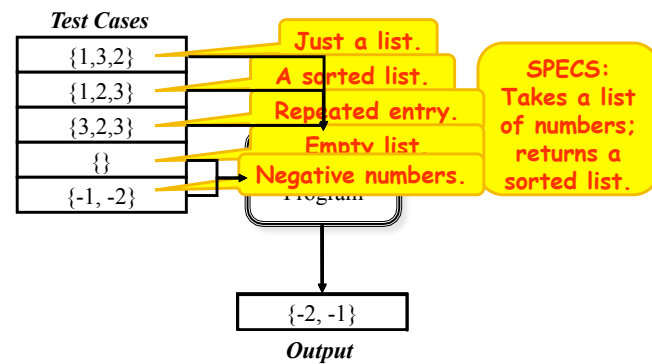 Test Cases
{1,3,2}
{1,2,3}
{3,2,3}
{}
{-1, -2}
Just a list.
A sorted list.
Repeated entry.
Empty list.
Negative numbers.
SPECS:
Takes a list
of numbers;
returns a
sorted list.
Program
{-2, -1}
Output